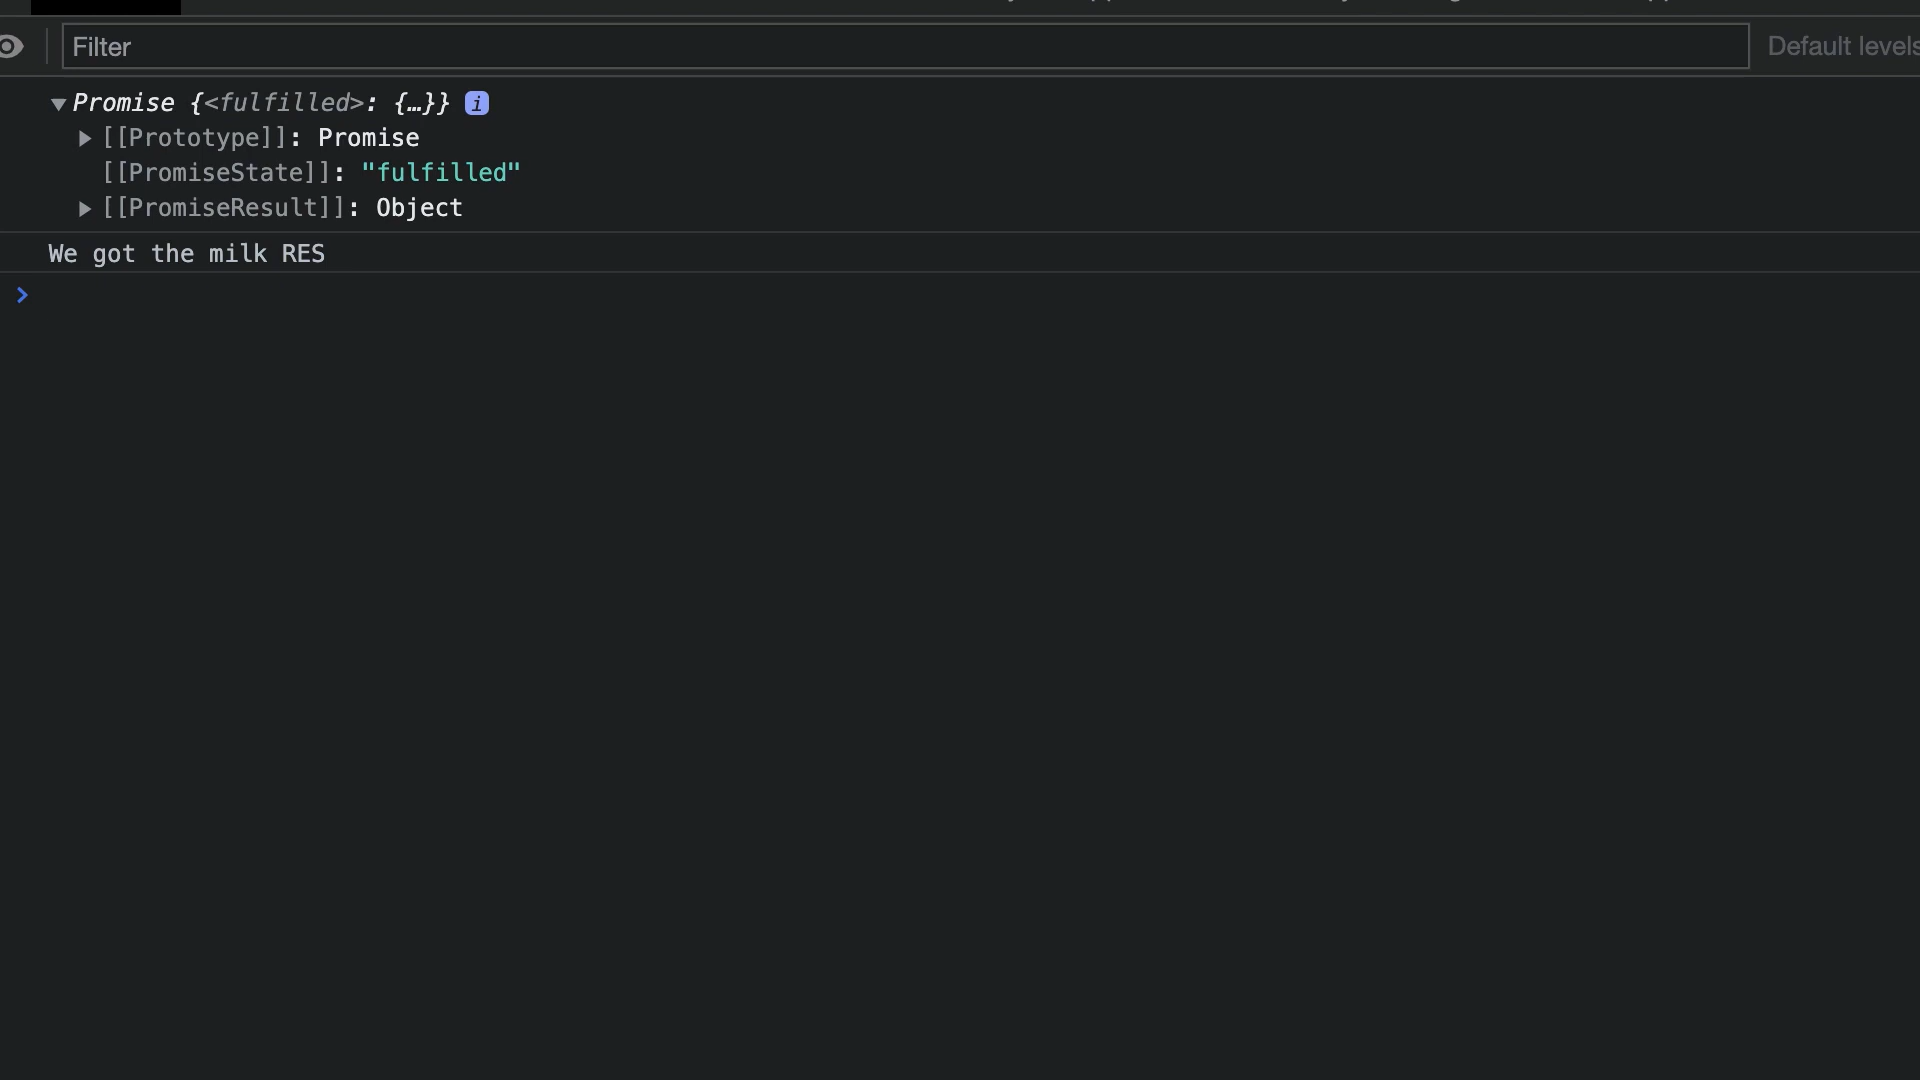 Filter
Default levels
Promise {<fulfilled>: {…}} i
[[Prototype]]: Promise
[[PromiseState]]: "fulfilled"
[[PromiseResult]]: Object
We got the milk RES